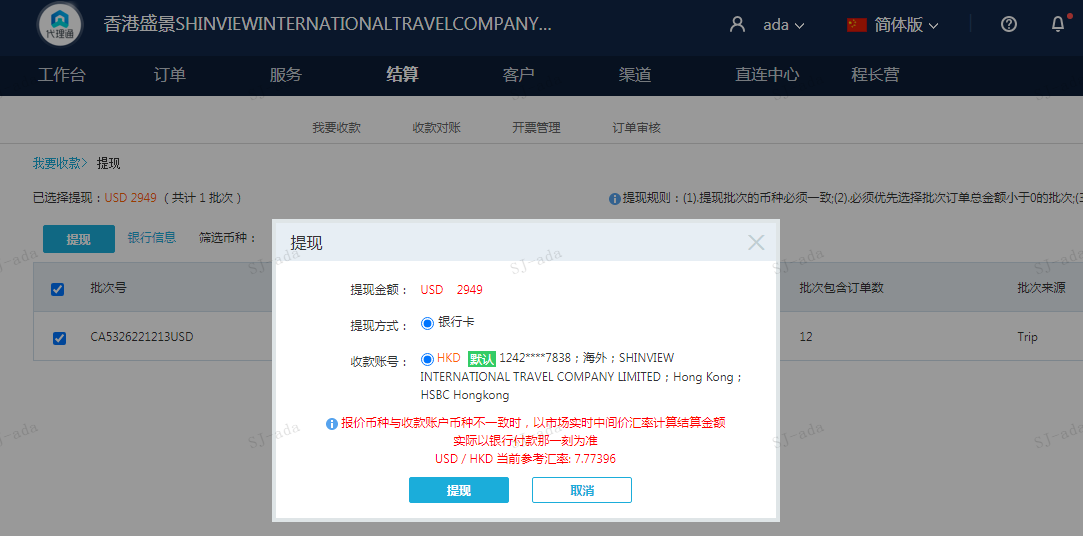 代理通
香港盛景SHINVIEWINTERNATIONALTRAVELCOMPANY...
ada
简体版
工作台 订单 服务 结算 客户 渠道 直连中心 程长营
我要收款 收款对账 开票管理 订单审核
我要收款> 提现
已选择提现：USD 2949 （ 共计 1 批次 ）
提现规则：(1).提现批次的币种必须一致;(2).必须优先选择批次订单总金额小于0的批次;(3
提现 银行信息 筛选币种：
批次号 批次包含订单数 批次来源
CA5326221213USD 12 Trip
提现
提现金额： USD 2949
提现方式： 银行卡
收款账号： HKD 默认 1242****7838；海外；SHINVIEW
INTERNATIONAL TRAVEL COMPANY LIMITED；Hong Kong；
HSBC Hongkong
报价币种与收款账户币种不一致时，以市场实时中间价汇率计算结算金额
实际以银行付款那一刻为准
USD / HKD 当前参考汇率: 7.77396
提现 取消
SJ-ada